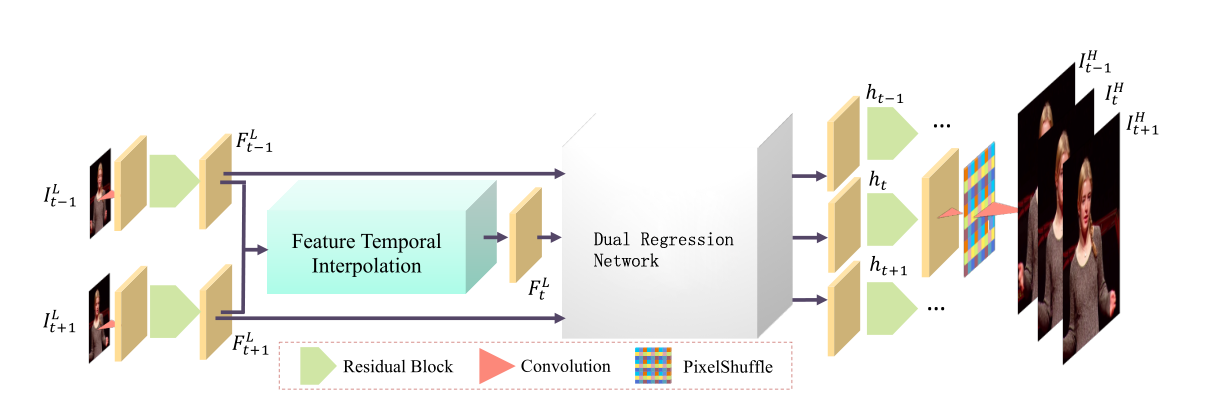 I^L_{t−1}
F^L_{t−1}
I^L_{t+1}
F^L_{t+1}
Feature Temporal
Interpolation
F^L_t
Dual Regression
Network
h_{t−1}
...
h_t
h_{t+1}
...
I^H_{t−1}
I^H_t
I^H_{t+1}
Residual Block
Convolution
PixelShuffle